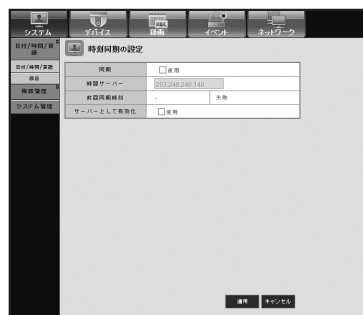 システム デバイス 録画 イベント ネットワーク
REC
日付/時間/言語
時刻同期の設定
日付/時間/言語
祝日
権限管理
システム管理
同期 使用
時間サーバー 203.248.240.140
前回同期時刻 - 失敗
サーバーとして有効化 使用
適用 キャンセル